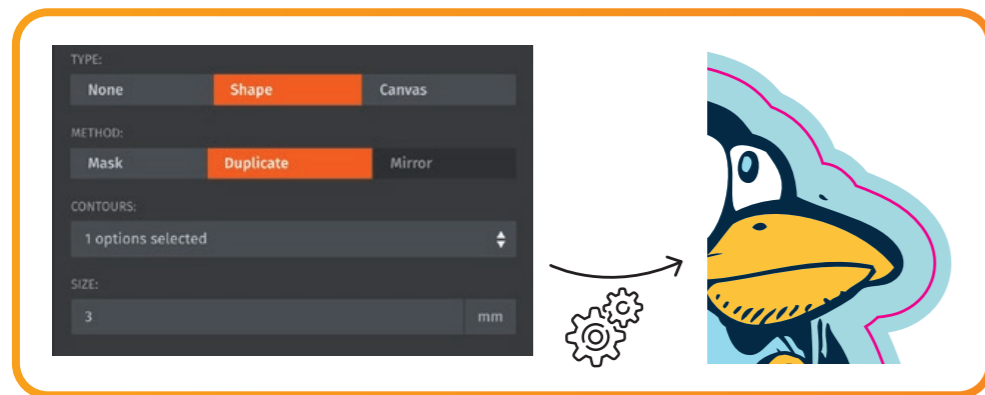 TYPE:
None Shape Canvas
METHOD:
Mask Duplicate Mirror
CONTOURS:
1 options selected
SIZE:
3 mm